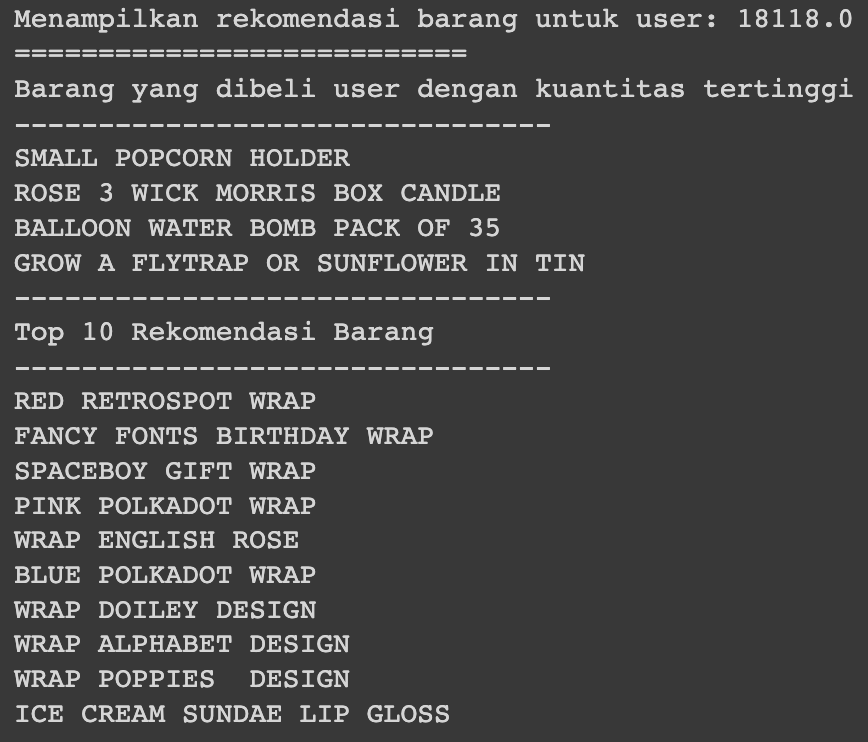 Menampilkan rekomendasi barang untuk user: 18118.0
===========================
Barang yang dibeli user dengan kuantitas tertinggi
--------------------------------
SMALL POPCORN HOLDER
ROSE 3 WICK MORRIS BOX CANDLE
BALLOON WATER BOMB PACK OF 35
GROW A FLYTRAP OR SUNFLOWER IN TIN
--------------------------------
Top 10 Rekomendasi Barang
--------------------------------
RED RETROSPOT WRAP
FANCY FONTS BIRTHDAY WRAP
SPACEBOY GIFT WRAP
PINK POLKADOT WRAP
WRAP ENGLISH ROSE
BLUE POLKADOT WRAP
WRAP DOILEY DESIGN
WRAP ALPHABET DESIGN
WRAP POPPIES  DESIGN
ICE CREAM SUNDAE LIP GLOSS